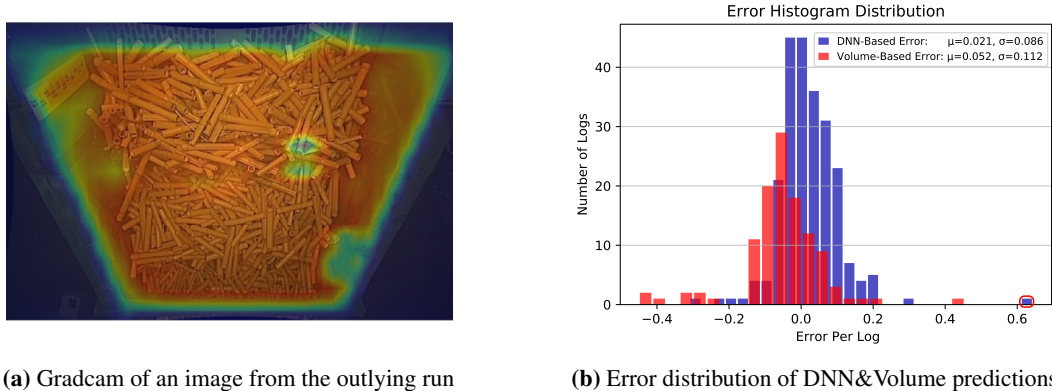 Error Histogram Distribution
DNN-Based Error: μ=0.021, σ=0.086
Volume-Based Error: μ=0.052, σ=0.112
Number of Logs
40
30
20
10
0
−0.4 −0.2 0.0 0.2 0.4 0.6
Error Per Log
(a) Gradcam of an image from the outlying run
(b) Error distribution of DNN&Volume predictions